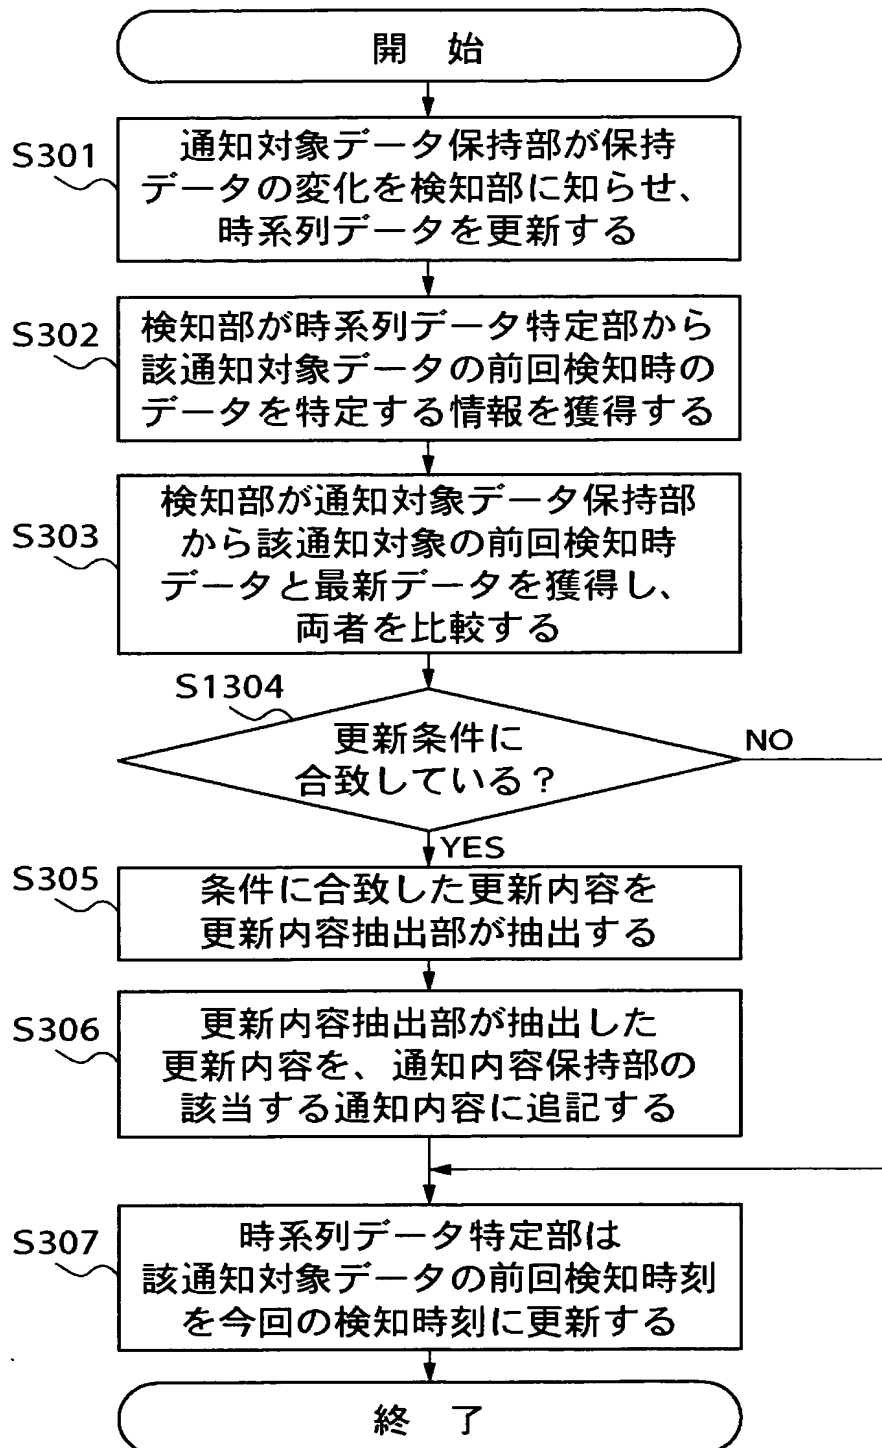 開 始
S301
通知対象データ保持部が保持
データの変化を検知部に知らせ、
時系列データを更新する
S302
検知部が時系列データ特定部から
該通知対象データの前回検知時の
データを特定する情報を獲得する
S303
検知部が通知対象データ保持部
から該通知対象の前回検知時
データと最新データを獲得し、
両者を比較する
S1304
更新条件に
合致している？
NO
YES
S305
条件に合致した更新内容を
更新内容抽出部が抽出する
S306
更新内容抽出部が抽出した
更新内容を、通知内容保持部の
該当する通知内容に追記する
S307
時系列データ特定部は
該通知対象データの前回検知時刻
を今回の検知時刻に更新する
終 了